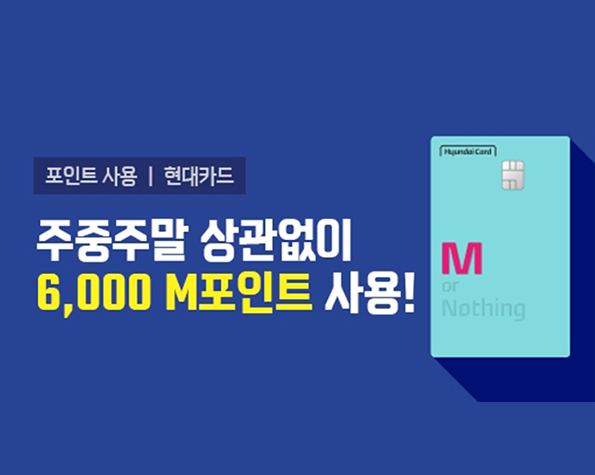 포인트 사용 | 현대카드
주중주말 상관없이
6,000 M포인트 사용!
Hyundai Card
M
or
Nothing